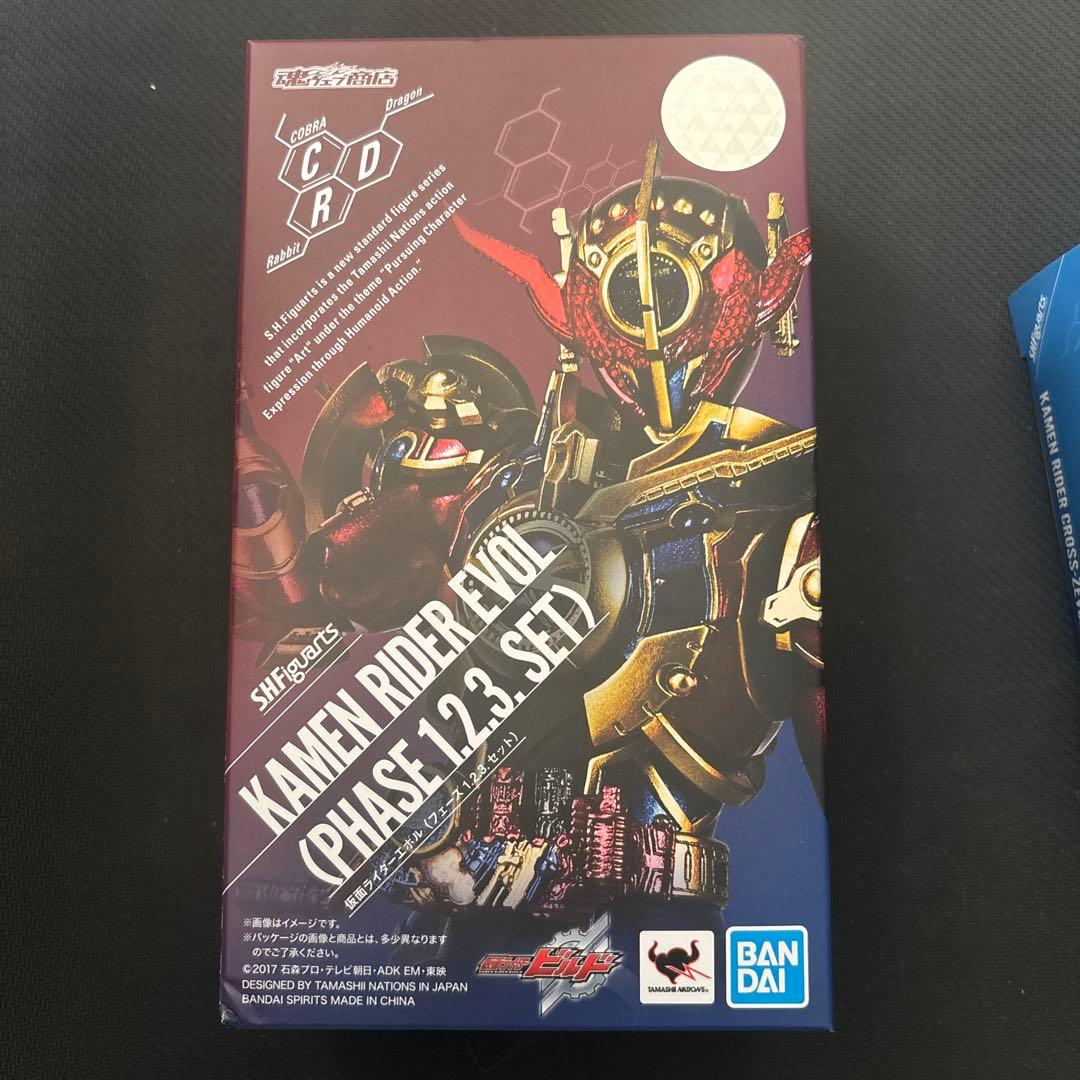 魂ウェブ商店
COBRA
Dragon
C
D
R
Rabbit
S.H.Figuarts is a new standard figure series
that incorporates the Tamashii Nations action
figure "Art" under the theme "Pursuing Character
Expression through Humanoid Action."
S.H.Figuarts
KAMEN RIDER EVOL
(PHASE 1.2.3. SET)
仮面ライダーエボル(フェーズ1.2.3.セット)
※画像はイメージです。
※パッケージの画像と商品とは、多少異なります
のでご了承ください。
©2017 石森プロ・テレビ朝日・ADK EM・東映
DESIGNED BY TAMASHII NATIONS IN JAPAN
BANDAI SPIRITS MADE IN CHINA
仮面ライダー
ビルド
TAMASHII NATIONS
BAN
DAI
S.H.Figuarts
KAMEN RIDER CROSS-Z